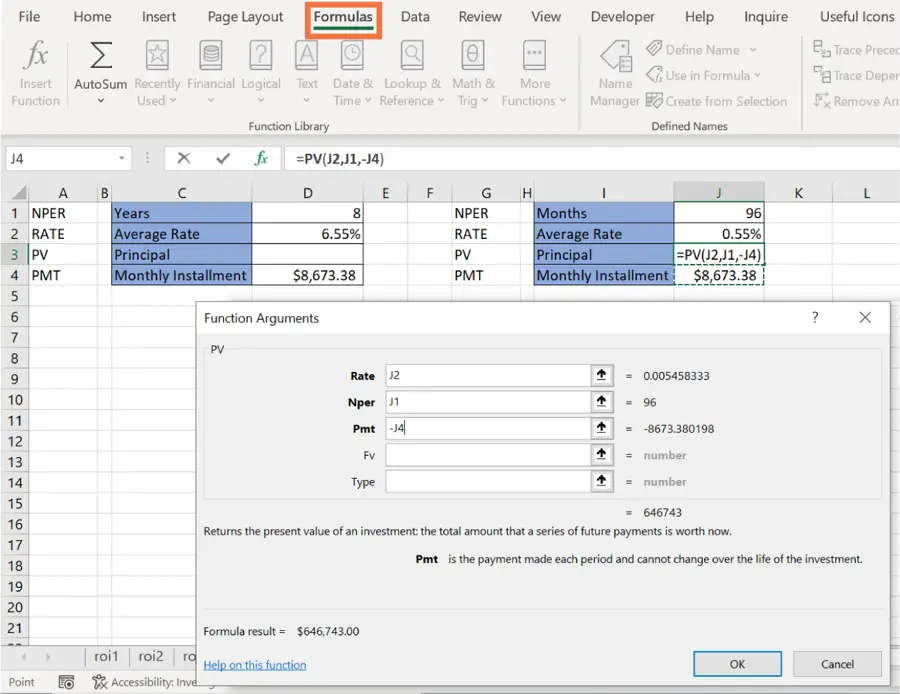 File Home Insert Page Layout Formulas Data Review View Developer Help Inquire Useful Icons
fx Insert Function
Σ AutoSum
Recently Used
Financial
Logical
Text
Date & Time
Lookup & Reference
Math & Trig
More Functions
Function Library
Name Manager
Define Name
Use in Formula
Create from Selection
Defined Names
Trace
Trace
Remove
J4 fx =PV(J2,J1,-J4)
A B C D E F G H I J K L
1 NPER Years 8 NPER Months 96
2 RATE Average Rate 6.55% RATE Average Rate 0.55%
3 PV Principal PV Principal =PV(J2,J1,-J4)
4 PMT Monthly Installment $8,673.38 PMT Monthly Installment $8,673.38
5
6
7
8
9
10
11
12
13
14
15
16
17
18
19
20
21
Function Arguments ?
PV
Rate J2 = 0.005458333
Nper J1 = 96
Pmt -J4 = -8673.380198
Fv = number
Type = number
= 646743
Returns the present value of an investment: the total amount that a series of future payments is worth now.
Pmt is the payment made each period and cannot change over the life of the investment.
Formula result = $646,743.00
Help on this function
OK Cancel
roi1 roi2 ro
Point Accessibility: